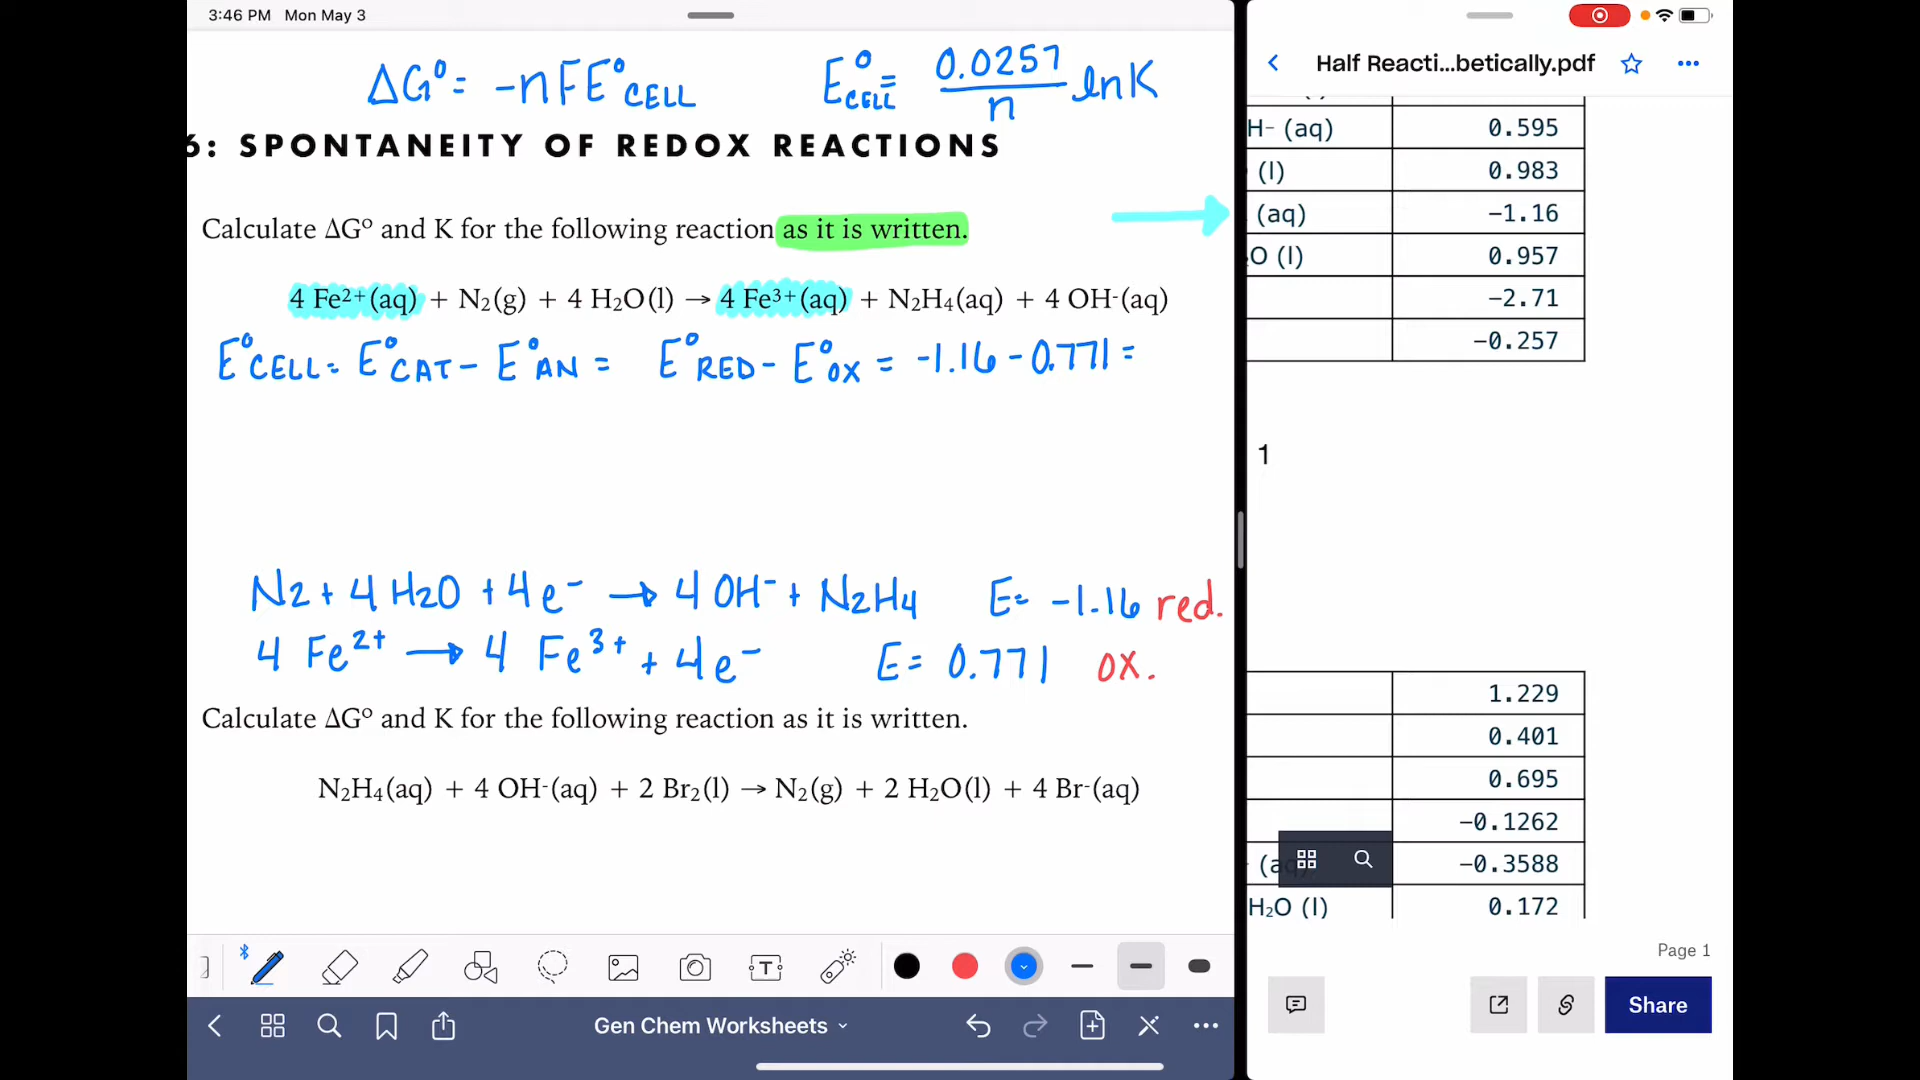 3:46 PM Mon May 3
ΔG°= -nFE°CELL
E°CELL = 0.0257/n lnK
6: SPONTANEITY OF REDOX REACTIONS
Calculate ΔG° and K for the following reaction as it is written.
4 Fe²⁺(aq) + N₂(g) + 4 H₂O(l) → 4 Fe³⁺(aq) + N₂H₄(aq) + 4 OH⁻(aq)
E°CELL = E°CAT - E°AN = E°RED - E°OX = -1.16 - 0.771 =
N₂ + 4 H₂O + 4e⁻ → 4 OH⁻ + N₂H₄ E= -1.16 red.
4 Fe²⁺ → 4 Fe³⁺ + 4e⁻ E= 0.771 ox.
Calculate ΔG° and K for the following reaction as it is written.
N₂H₄(aq) + 4 OH⁻(aq) + 2 Br₂(l) → N₂(g) + 2 H₂O(l) + 4 Br⁻(aq)
Gen Chem Worksheets
Half Reacti...betically.pdf
H⁻ (aq) 0.595
(l) 0.983
(aq) -1.16
O (l) 0.957
-2.71
-0.257
1
1.229
0.401
0.695
-0.1262
-0.3588
H₂O (l) 0.172
Page 1
Share